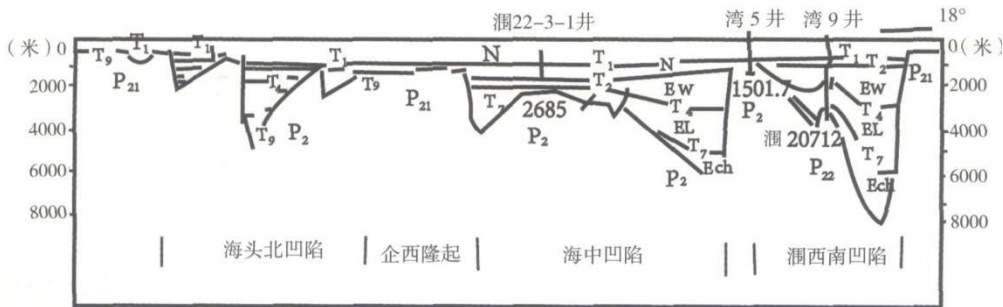 涠22-3-1井 湾5井 湾9井 18°
(米)0 T₉ T₁ T₁ T₁ N T₁ N T₁ T₂ 0(米)
P₂₁ T₄ T₉ P₂₁ T₂ EW 1501.7 EW P₂₁
2000 T₇ T₄ T₄ 2000
2685 EL P₂ EL
4000 T₉ P₂ P₂ 涠 20712 T₇ 4000
T₇ Ech P₂₂
6000 P₂ Ech 6000
8000 8000
海头北凹陷 企西隆起 海中凹陷 涠西南凹陷